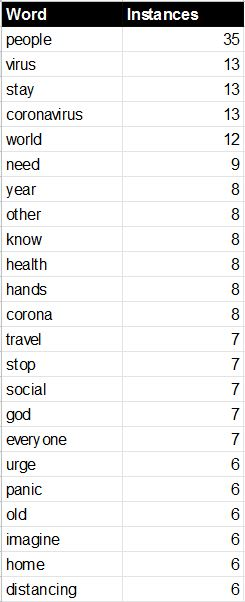 Word Instances
people 35
virus 13
stay 13
coronavirus 13
world 12
need 9
year 8
other 8
know 8
health 8
hands 8
corona 8
travel 7
stop 7
social 7
god 7
everyone 7
urge 6
panic 6
old 6
imagine 6
home 6
distancing 6